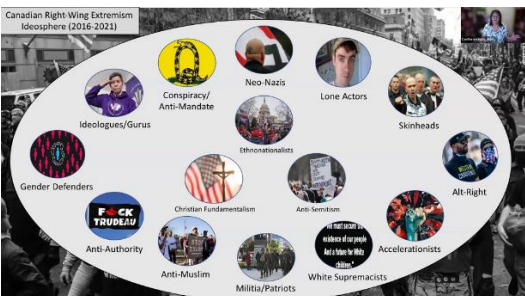 Canadian Right-Wing Extremism
Ideosphere (2016-2021)
Conspiracy/
Anti-Mandate
Neo-Nazis
Lone Actors
Ideologues/Gurus
Skinheads
Ethnonationalists
Gender Defenders
Alt-Right
Christian Fundamentalism
Anti-Semitism
F CK
TRUDEAU
Anti-Authority
Anti-Muslim
Militia/Patriots
We must secure the
existence of our people
And a future for White
children.
White Supremacists
Accelerationists